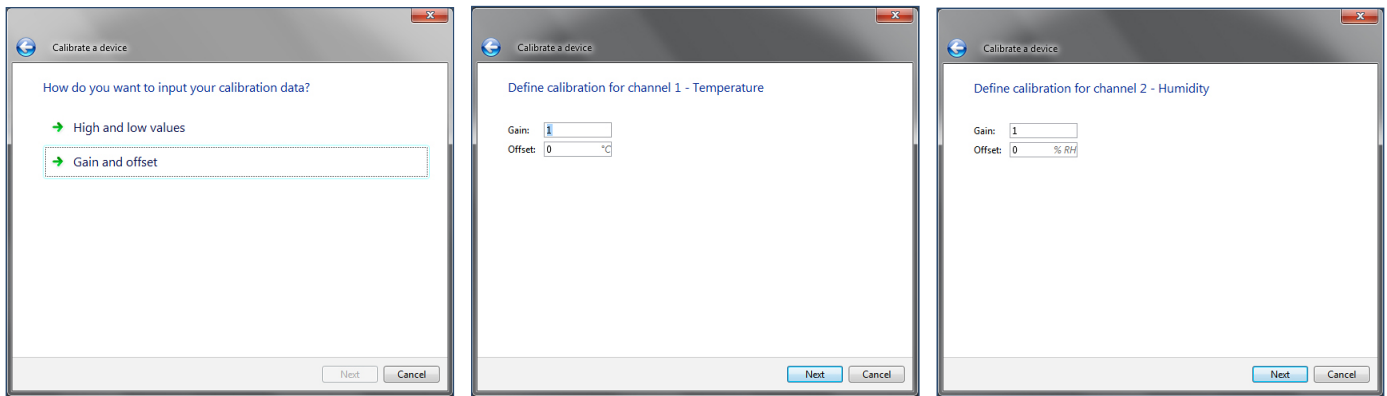 Calibrate a device
How do you want to input your calibration data?
High and low values
Gain and offset
Next Cancel
Calibrate a device
Define calibration for channel 1 - Temperature
Gain: 1
Offset: 0 °C
Next Cancel
Calibrate a device
Define calibration for channel 2 - Humidity
Gain: 1
Offset: 0 % RH
Next Cancel